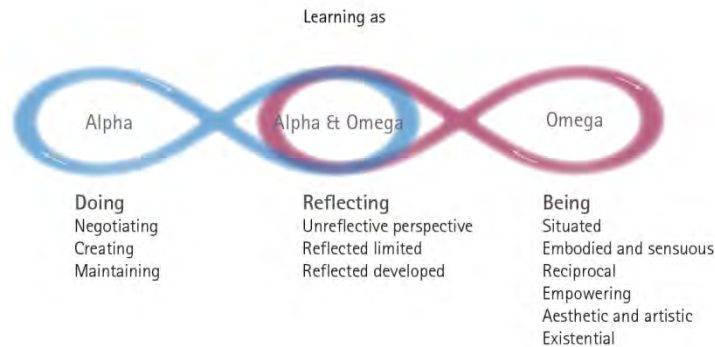 Learning as
Alpha
Alpha & Omega
Omega
Doing
Negotiating
Creating
Maintaining
Reflecting
Unreflective perspective
Reflected limited
Reflected developed
Being
Situated
Embodied and sensuous
Reciprocal
Empowering
Aesthetic and artistic
Existential